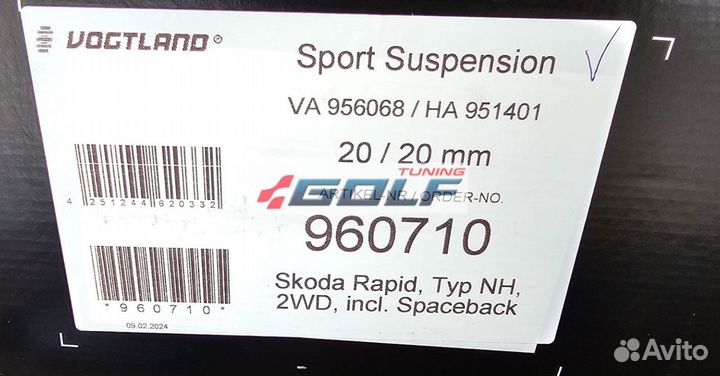 VOGTLAND®
Sport Suspension
VA 956068 / HA 951401
20 / 20 mm
TUNING
GOLF
ARTIKEL-NR / ORDER-NO.
960710
4 251244 620332
Skoda Rapid, Typ NH,
2WD, incl. Spaceback
*960710*
09.02.2024
Avito